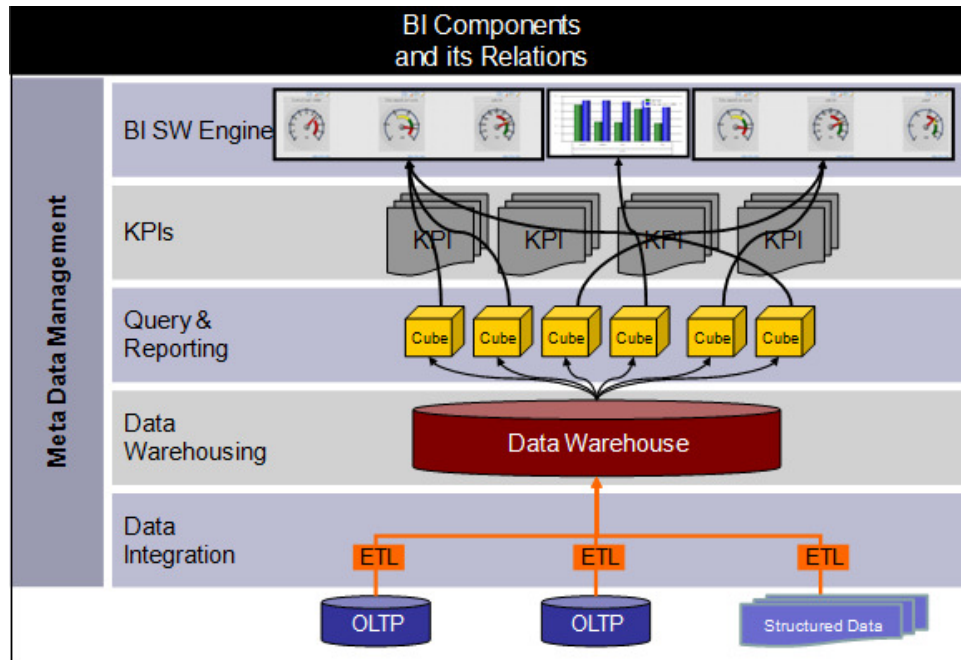 BI Components
and its Relations
Meta Data Management
BI SW Engine
KPIs
KPI
KPI
KPI
KPI
Query &
Reporting
Cube
Cube
Cube
Cube
Cube
Cube
Data
Warehousing
Data Warehouse
Data
Integration
ETL
ETL
ETL
OLTP
OLTP
Structured Data